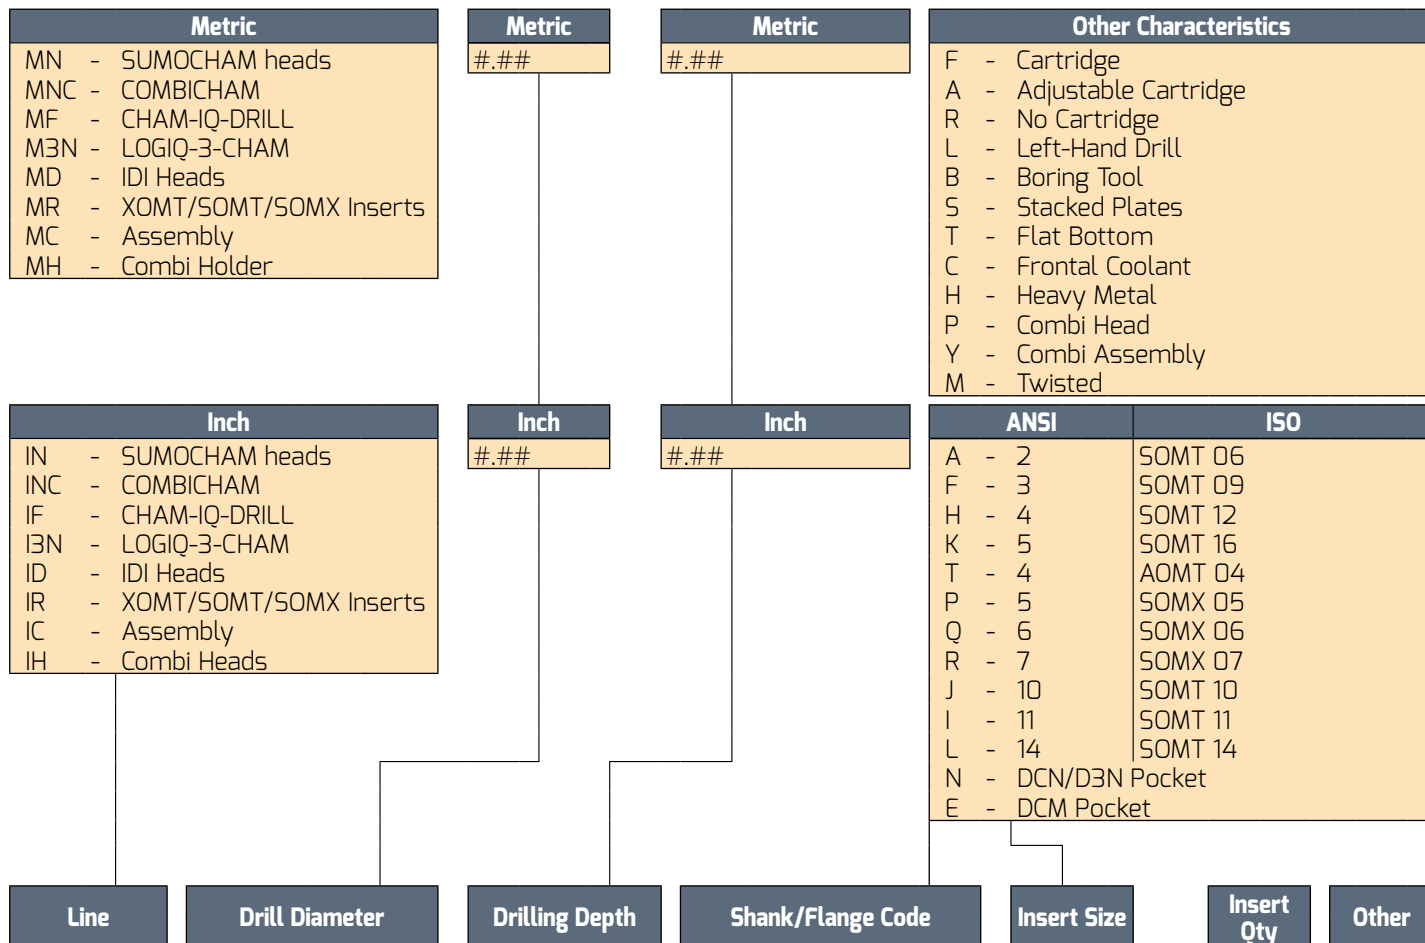 Metric
MN - SUMOCHAM heads
MNC - COMBICHAM
MF - CHAM-IQ-DRILL
M3N - LOGIQ-3-CHAM
MD - IDI Heads
MR - XOMT/SOMT/SOMX Inserts
MC - Assembly
MH - Combi Holder
Metric
#.##
Metric
#.##
Other Characteristics
F - Cartridge
A - Adjustable Cartridge
R - No Cartridge
L - Left-Hand Drill
B - Boring Tool
S - Stacked Plates
T - Flat Bottom
C - Frontal Coolant
H - Heavy Metal
P - Combi Head
Y - Combi Assembly
M - Twisted
Inch
IN - SUMOCHAM heads
INC - COMBICHAM
IF - CHAM-IQ-DRILL
I3N - LOGIQ-3-CHAM
ID - IDI Heads
IR - XOMT/SOMT/SOMX Inserts
IC - Assembly
IH - Combi Heads
Inch
#.##
Inch
#.##
ANSI ISO
A - 2 SOMT 06
F - 3 SOMT 09
H - 4 SOMT 12
K - 5 SOMT 16
T - 4 AOMT 04
P - 5 SOMX 05
Q - 6 SOMX 06
R - 7 SOMX 07
J - 10 SOMT 10
I - 11 SOMT 11
L - 14 SOMT 14
N - DCN/D3N Pocket
E - DCM Pocket
Line
Drill Diameter
Drilling Depth
Shank/Flange Code
Insert Size
Insert
Qty
Other